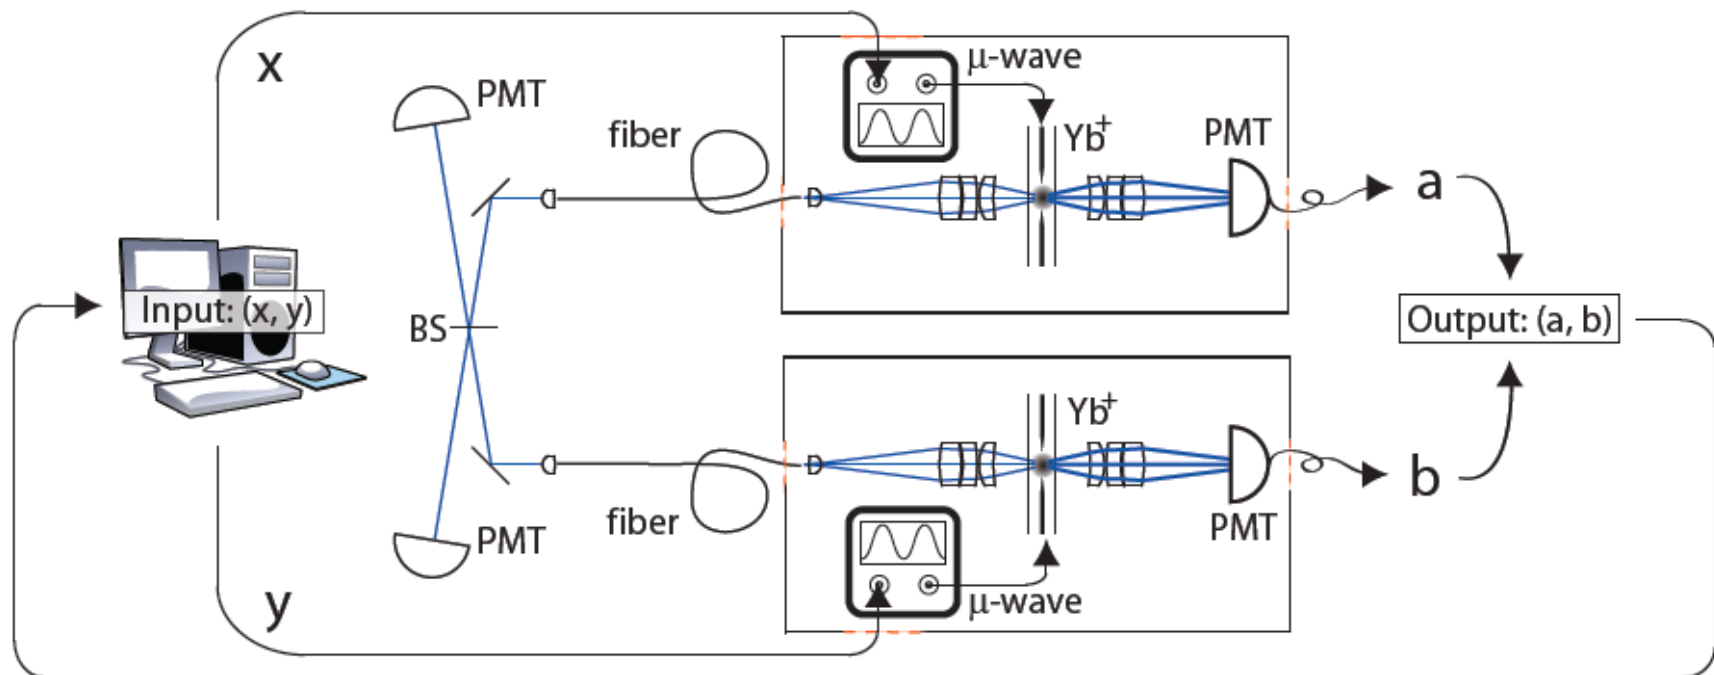 x
PMT
fiber
μ-wave
Yb+
PMT
a
Input: (x, y)
BS
Output: (a, b)
PMT
fiber
Yb+
PMT
b
μ-wave
y